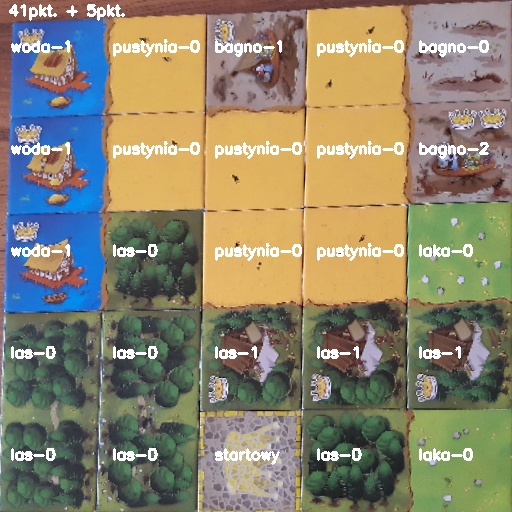 41pkt. + 5pkt.
woda-1 pustynia-0 bagno-1 pustynia-0 bagno-0
woda-1 pustynia-0 pustynia-0 pustynia-0 bagno-2
woda-1 las-0 pustynia-0 pustynia-0 laka-0
las-0 las-0 las-1 las-1 las-1
las-0 las-0 startowy las-0 laka-0